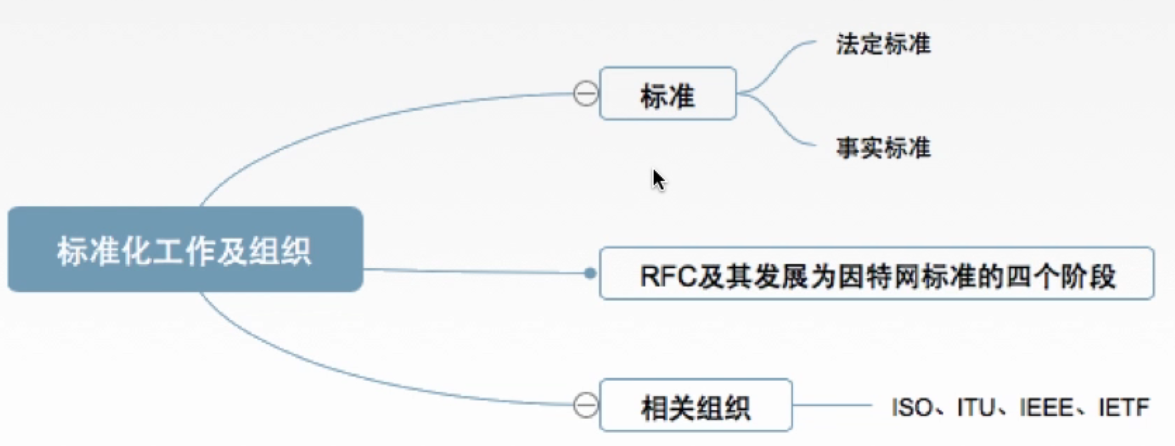 法定标准
标准
事实标准
标准化工作及组织
RFC及其发展为因特网标准的四个阶段
相关组织
ISO、ITU、IEEE、IETF